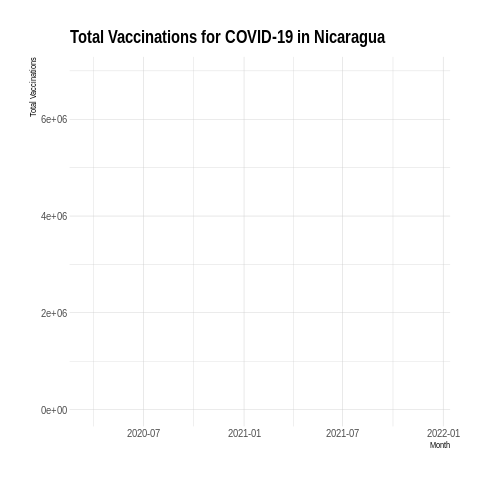 Total Vaccinations for COVID-19 in Nicaragua
Total Vaccinations
6e+06
4e+06
2e+06
0e+00
2020-07 2021-01 2021-07 2022-01
Month